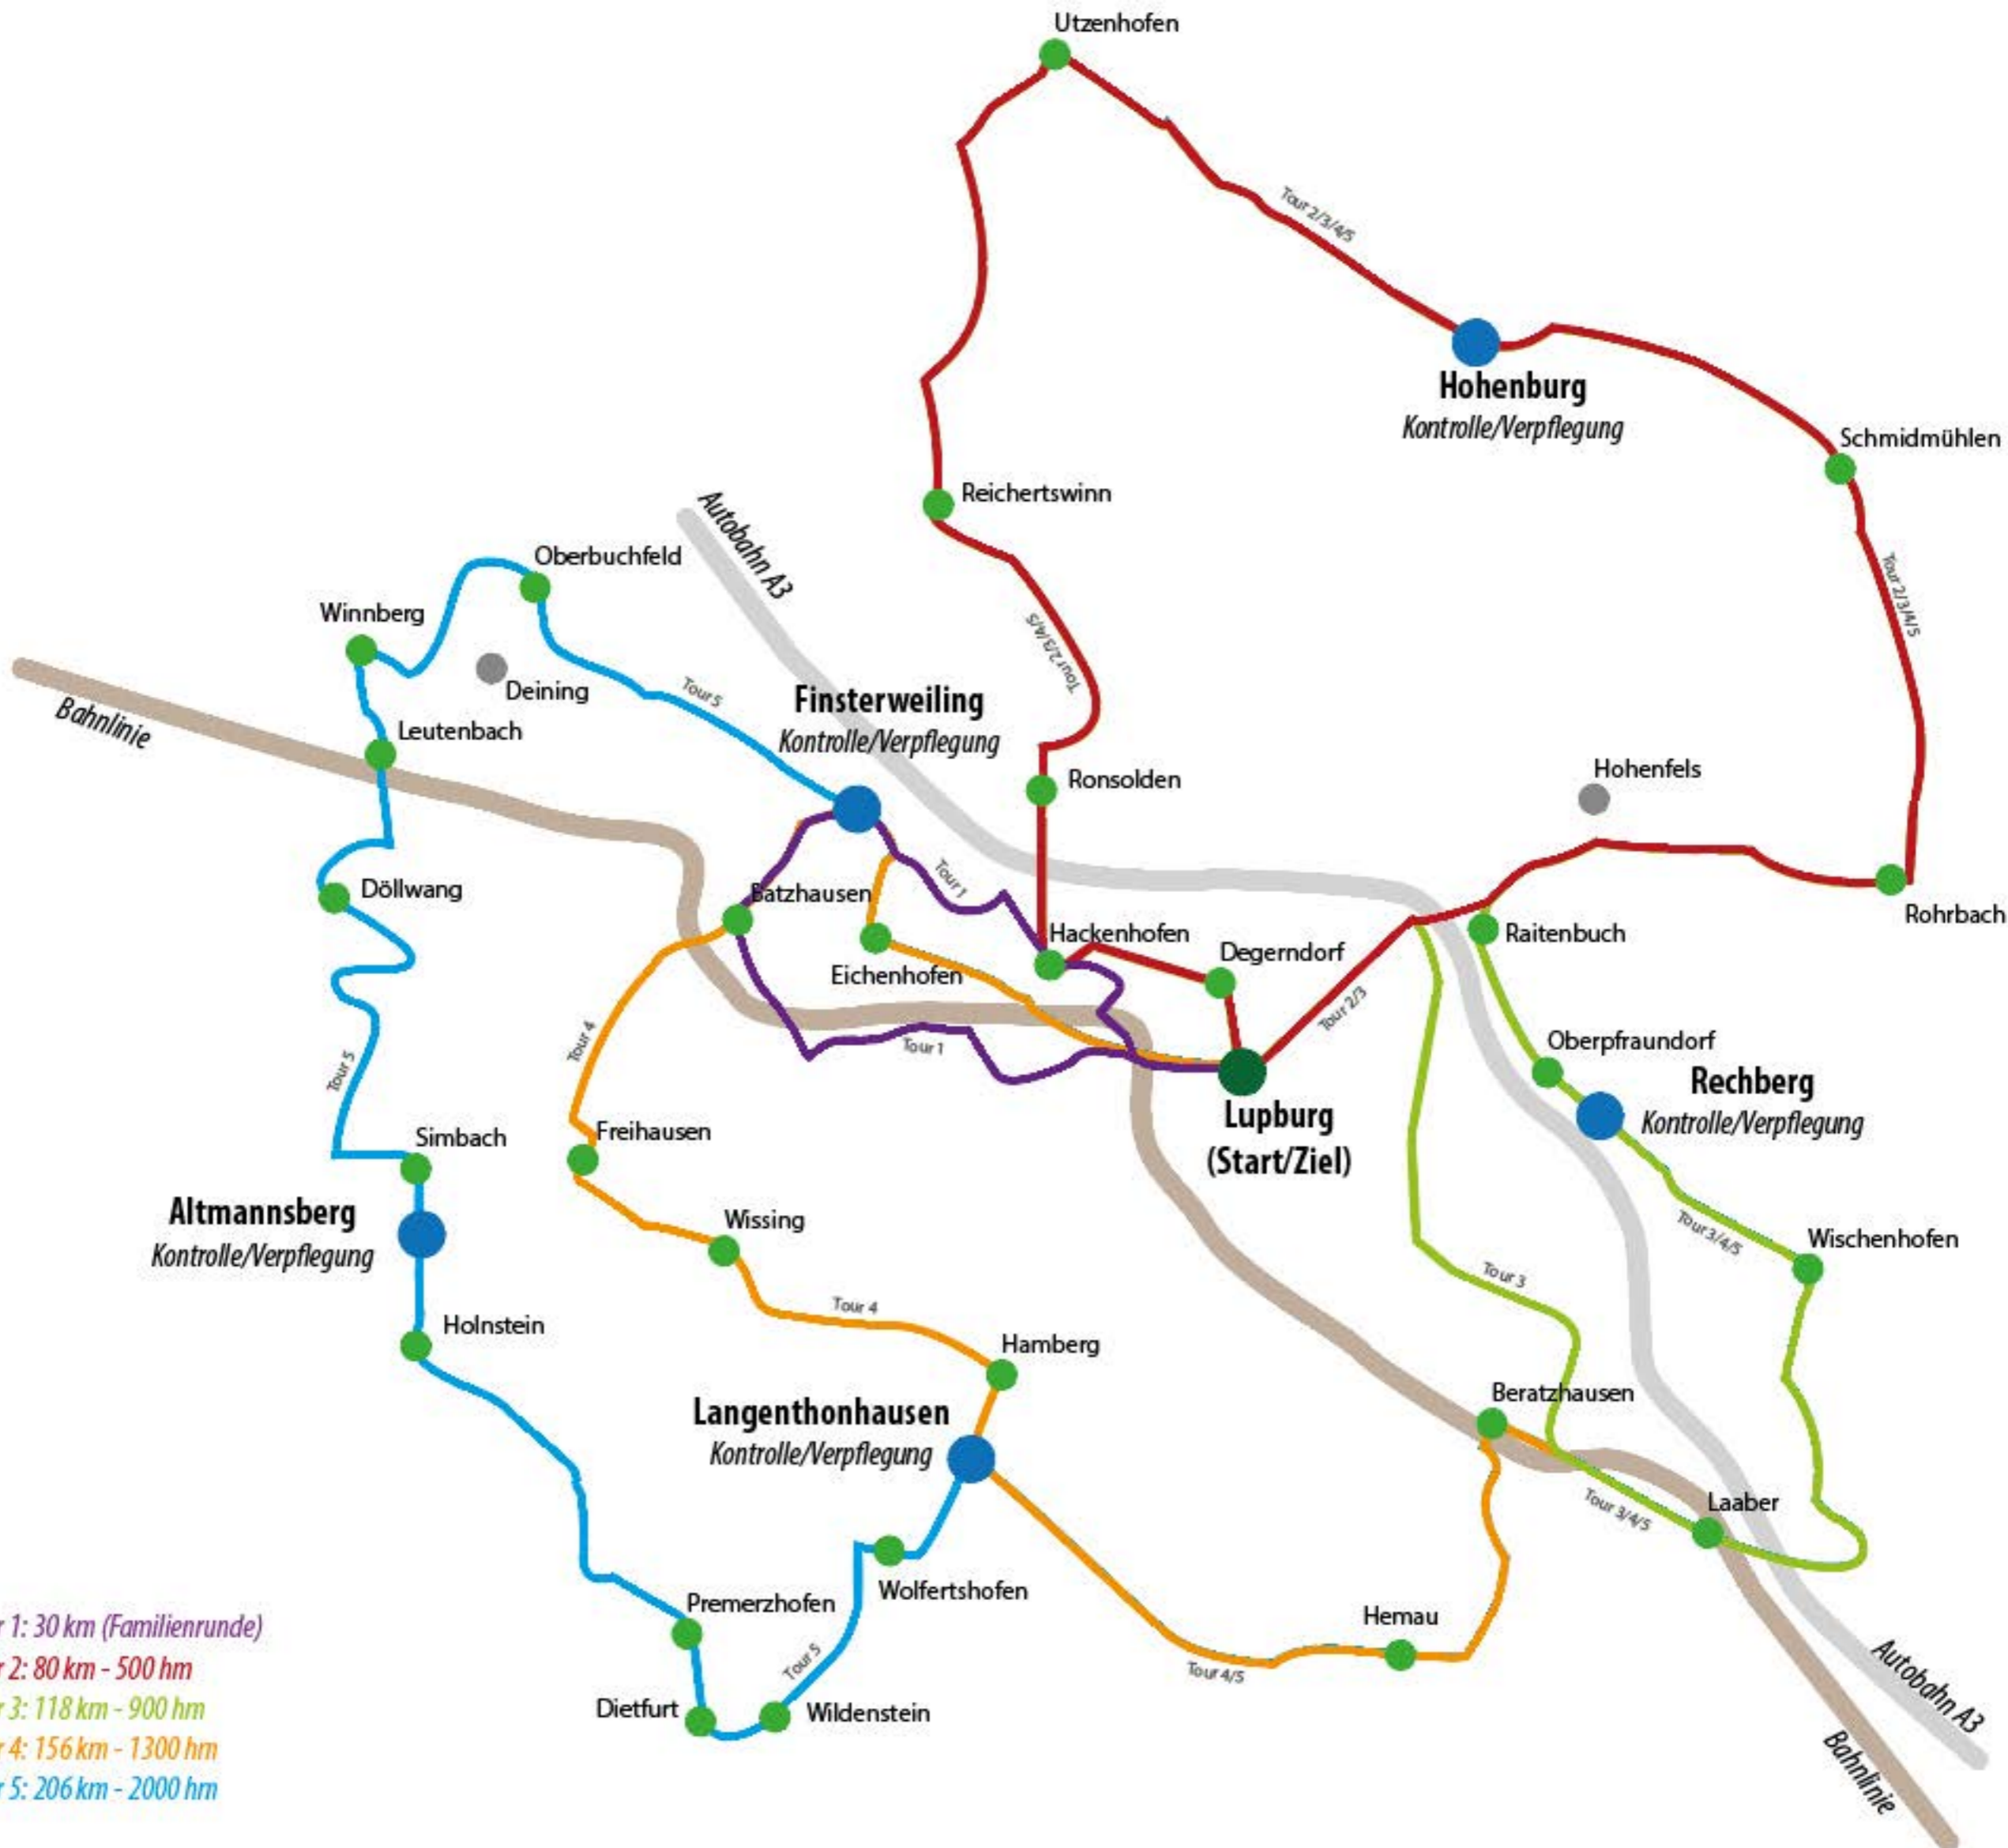 Utzenhofen
Tour 2/3/4/5
Hohenburg
Kontrolle/Verpflegung
Schmidmühlen
Reichertswinn
Autobahn A3
Oberbuchfeld
Tour 2/3/4/5
Winnberg
Tour 2/3/4/5
Deining
Tour 5
Finsterweiling
Kontrolle/Verpflegung
Bahnlinie
Leutenbach
Ronsolden
Hohenfels
Döllwang
Batzhausen
Tour 1
Rohrbach
Hackenhofen
Raitenbuch
Degerndorf
Eichenhofen
Tour 2/3
Tour 4
Tour 1
Oberpfraundorf
Tour 5
Rechberg
Kontrolle/Verpflegung
Lupburg
(Start/Ziel)
Simbach
Freihausen
Altmannsberg
Kontrolle/Verpflegung
Wissing
Tour 3/4/5
Wischenhofen
Tour 3
Tour 4
Holnstein
Hamberg
Beratzhausen
Langenthonhausen
Kontrolle/Verpflegung
Tour 3/4/5
Laaber
Wolfertshofen
Premerzhofen
Hemau
Tour 5
Tour 4/5
Dietfurt
Wildenstein
Autobahn A3
Bahnlinie
r 1: 30 km (Familienrunde)
r 2: 80 km - 500 hm
r 3: 118 km - 900 hm
r 4: 156 km - 1300 hm
r 5: 206 km - 2000 hm